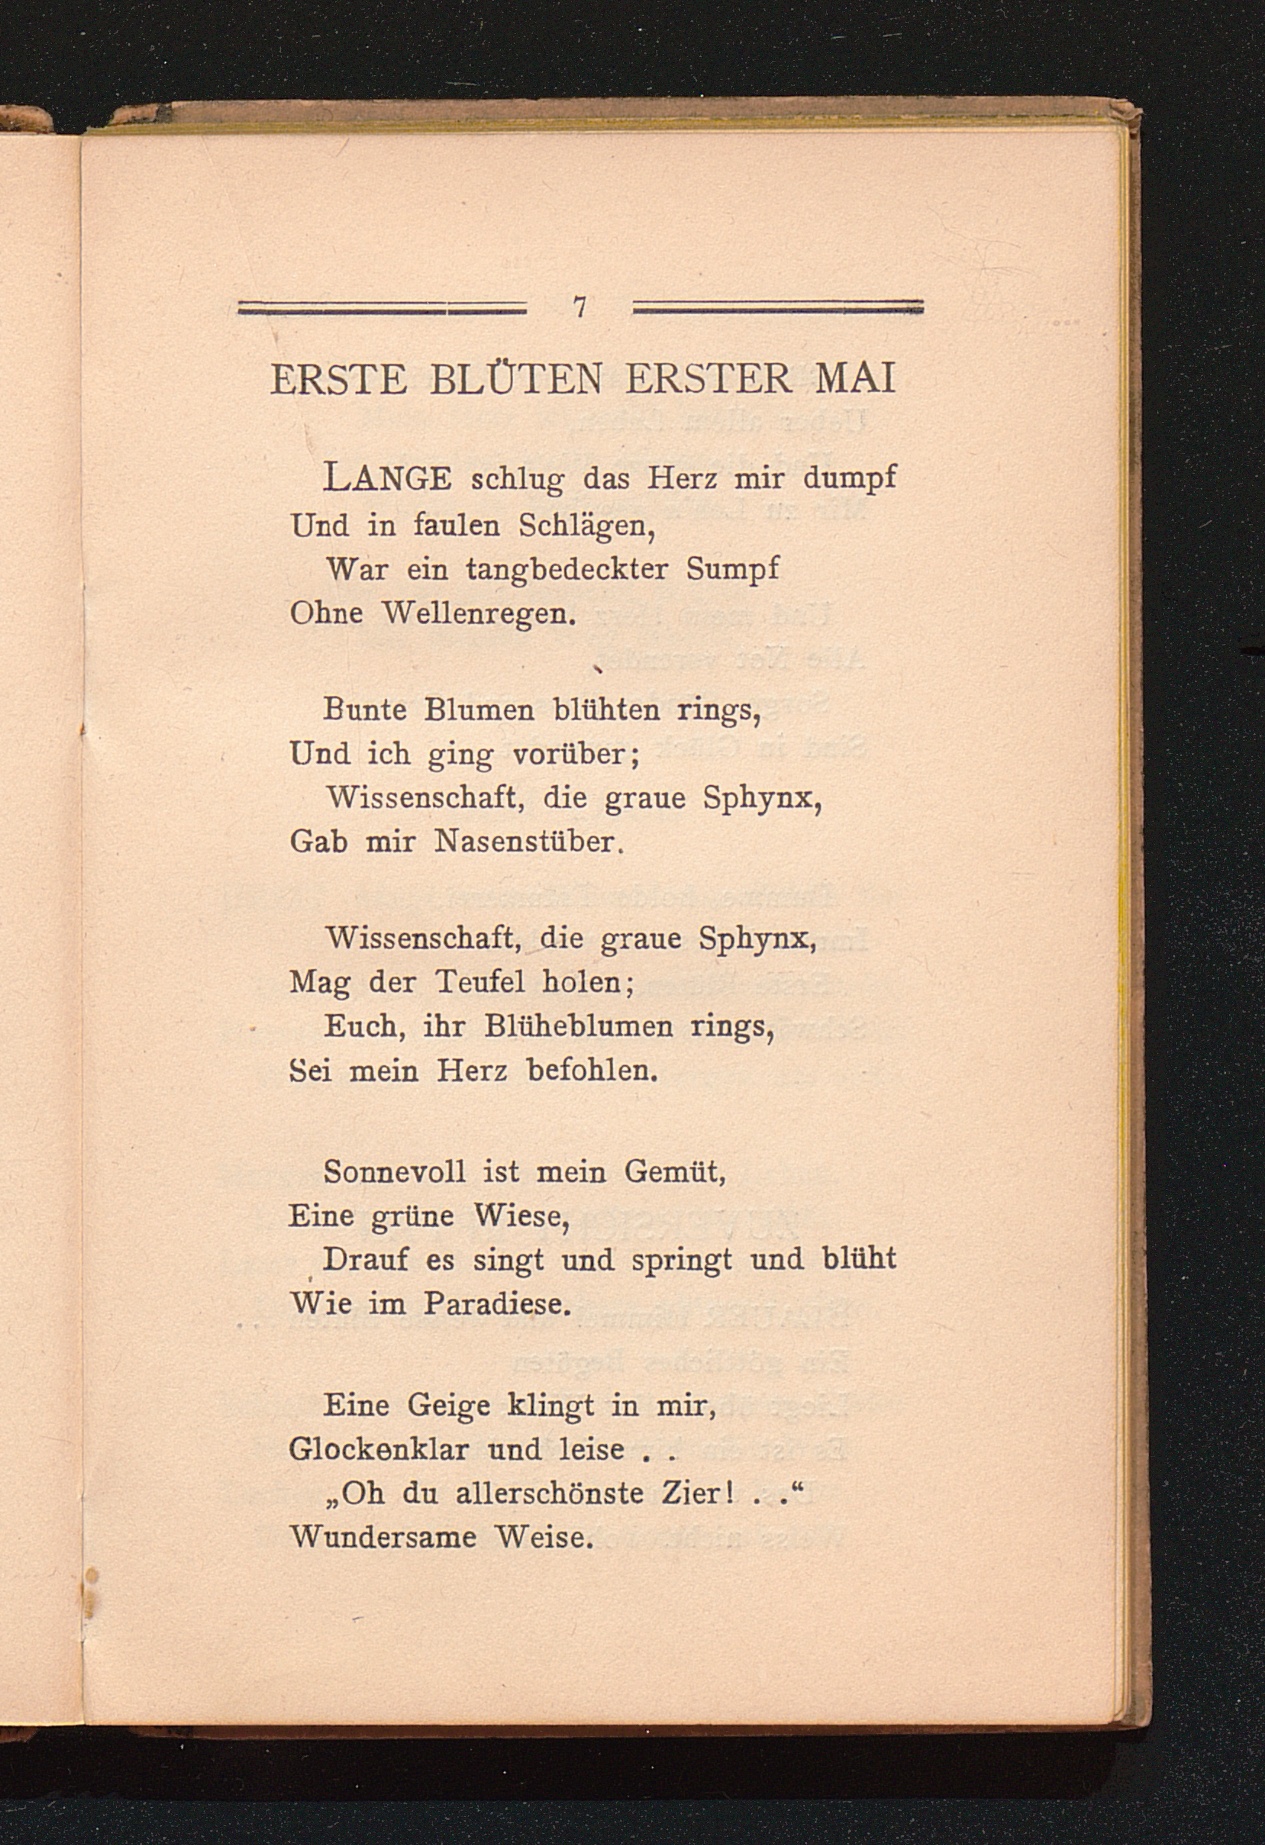 7
ERSTE BLÜTEN ERSTER MAI
LANGE schlug das Herz mir dumpf
Und in faulen Schlägen,
War ein tangbedeckter Sumpf
Ohne Wellenregen.
Bunte Blumen blühten rings,
Und ich ging vorüber;
Wissenschaft, die graue Sphynx,
Gab mir Nasenstüber.
Wissenschaft, die graue Sphynx,
Mag der Teufel holen;
Euch, ihr Blüheblumen rings,
Sei mein Herz befohlen.
Sonnevoll ist mein Gemüt,
Eine grüne Wiese,
Drauf es singt und springt und blüht
Wie im Paradiese.
Eine Geige klingt in mir,
Glockenklar und leise . .
„Oh du allerschönste Zier! . .“
Wundersame Weise.